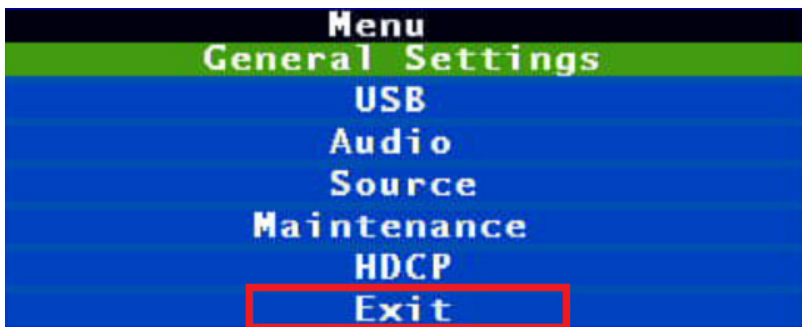 Menu
General Settings
USB
Audio
Source
Maintenance
HDCP
Exit